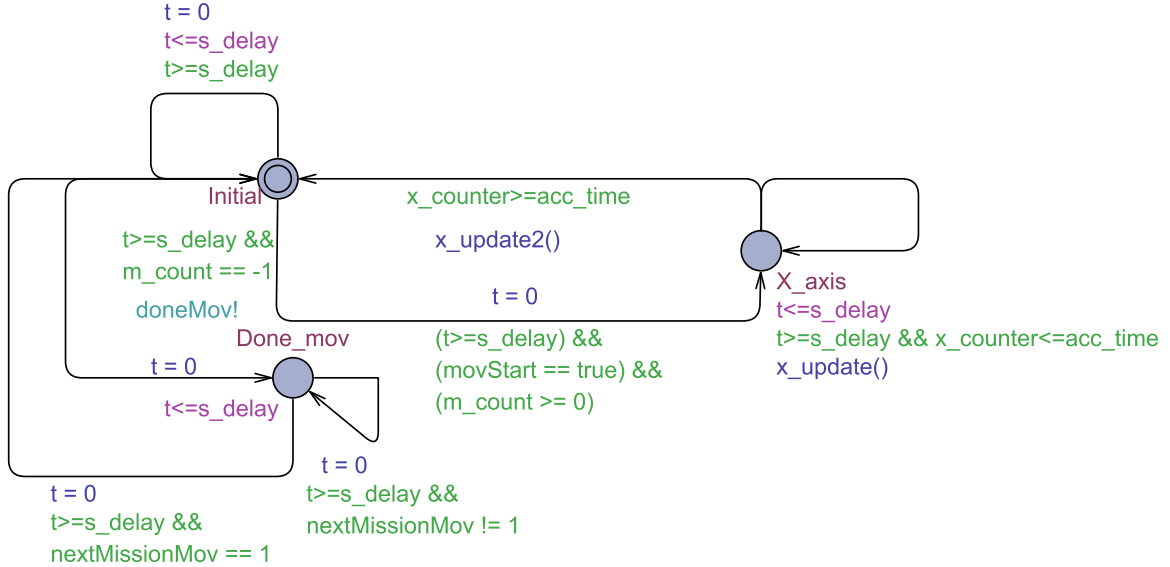 t = 0
t<=s_delay
t>=s_delay
Initial
x_counter>=acc_time
t>=s_delay &&
m_count == -1
x_update2()
doneMov!
t = 0
X_axis
t<=s_delay
t>=s_delay && x_counter<=acc_time
x_update()
Done_mov
(t>=s_delay) &&
(movStart == true) &&
(m_count >= 0)
t = 0
t<=s_delay
t = 0
t>=s_delay &&
nextMissionMov != 1
t = 0
t>=s_delay &&
nextMissionMov == 1